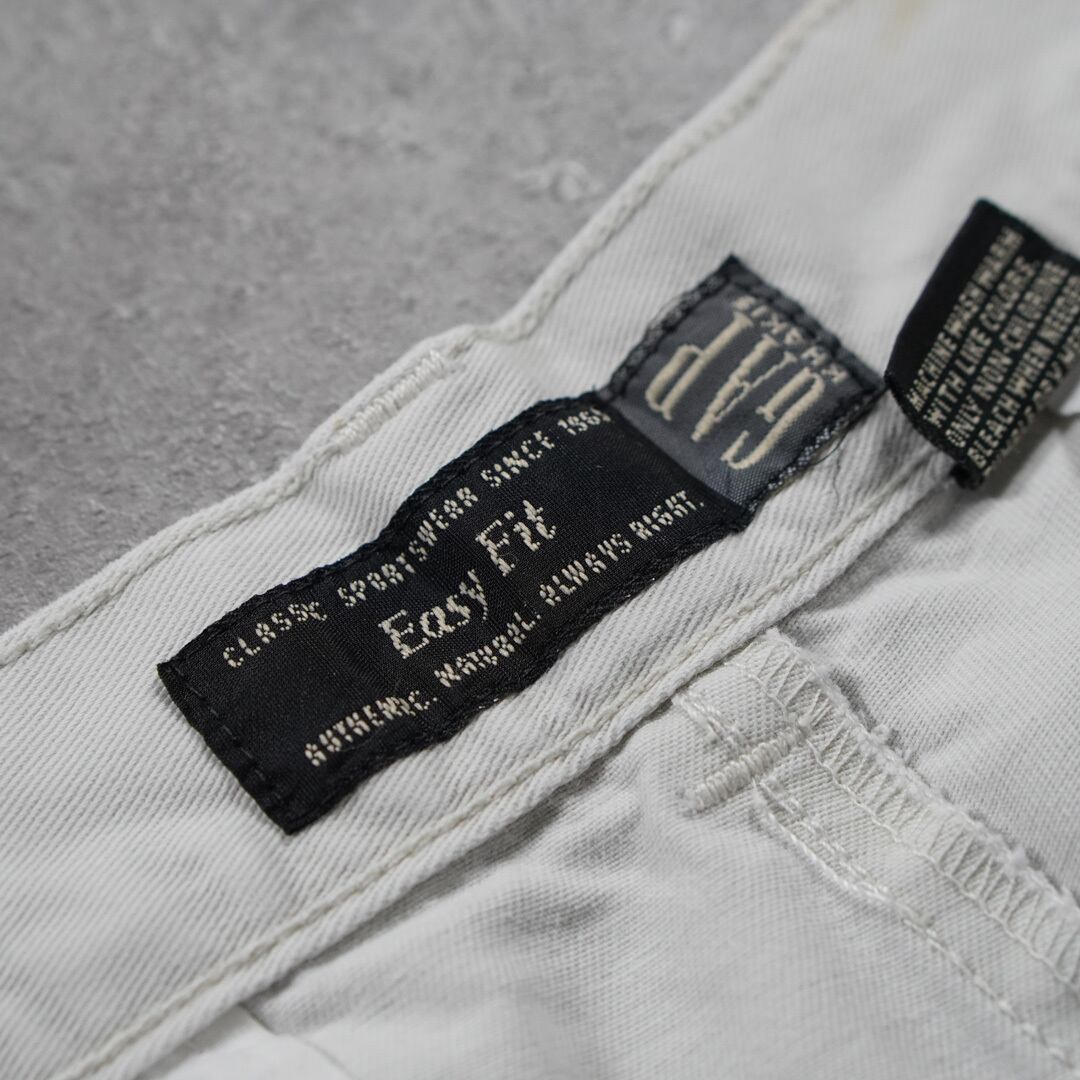 GAP
KHAKIS
CLASSIC SPORTSWEAR SINCE 1969
Easy Fit
AUTHENTIC. NATURAL. ALWAYS RIGHT.
MACHINE WASH WARM
WITH LIKE COLORS
ONLY NON-CHLORINE
BLEACH WHEN NEEDED